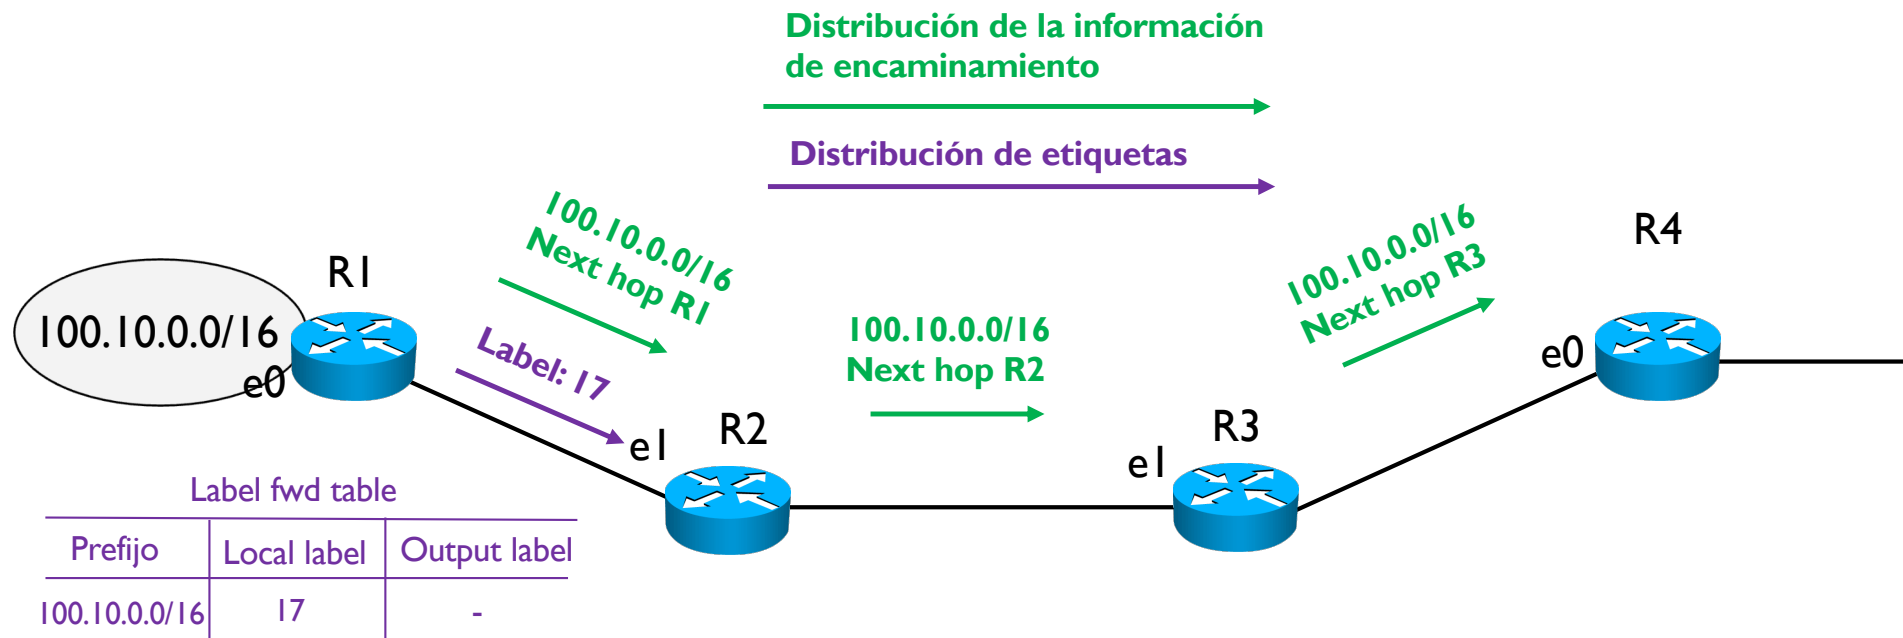 Distribución de la información
de encaminamiento
Distribución de etiquetas
100.10.0.0/16
Next hop R1
100.10.0.0/16
Next hop R3
R4
R1
100.10.0.0/16
e0
Label: 17
100.10.0.0/16
Next hop R2
e0
e1
R2
e1
R3
Label fwd table
Prefijo
Local label
Output label
100.10.0.0/16
17
-